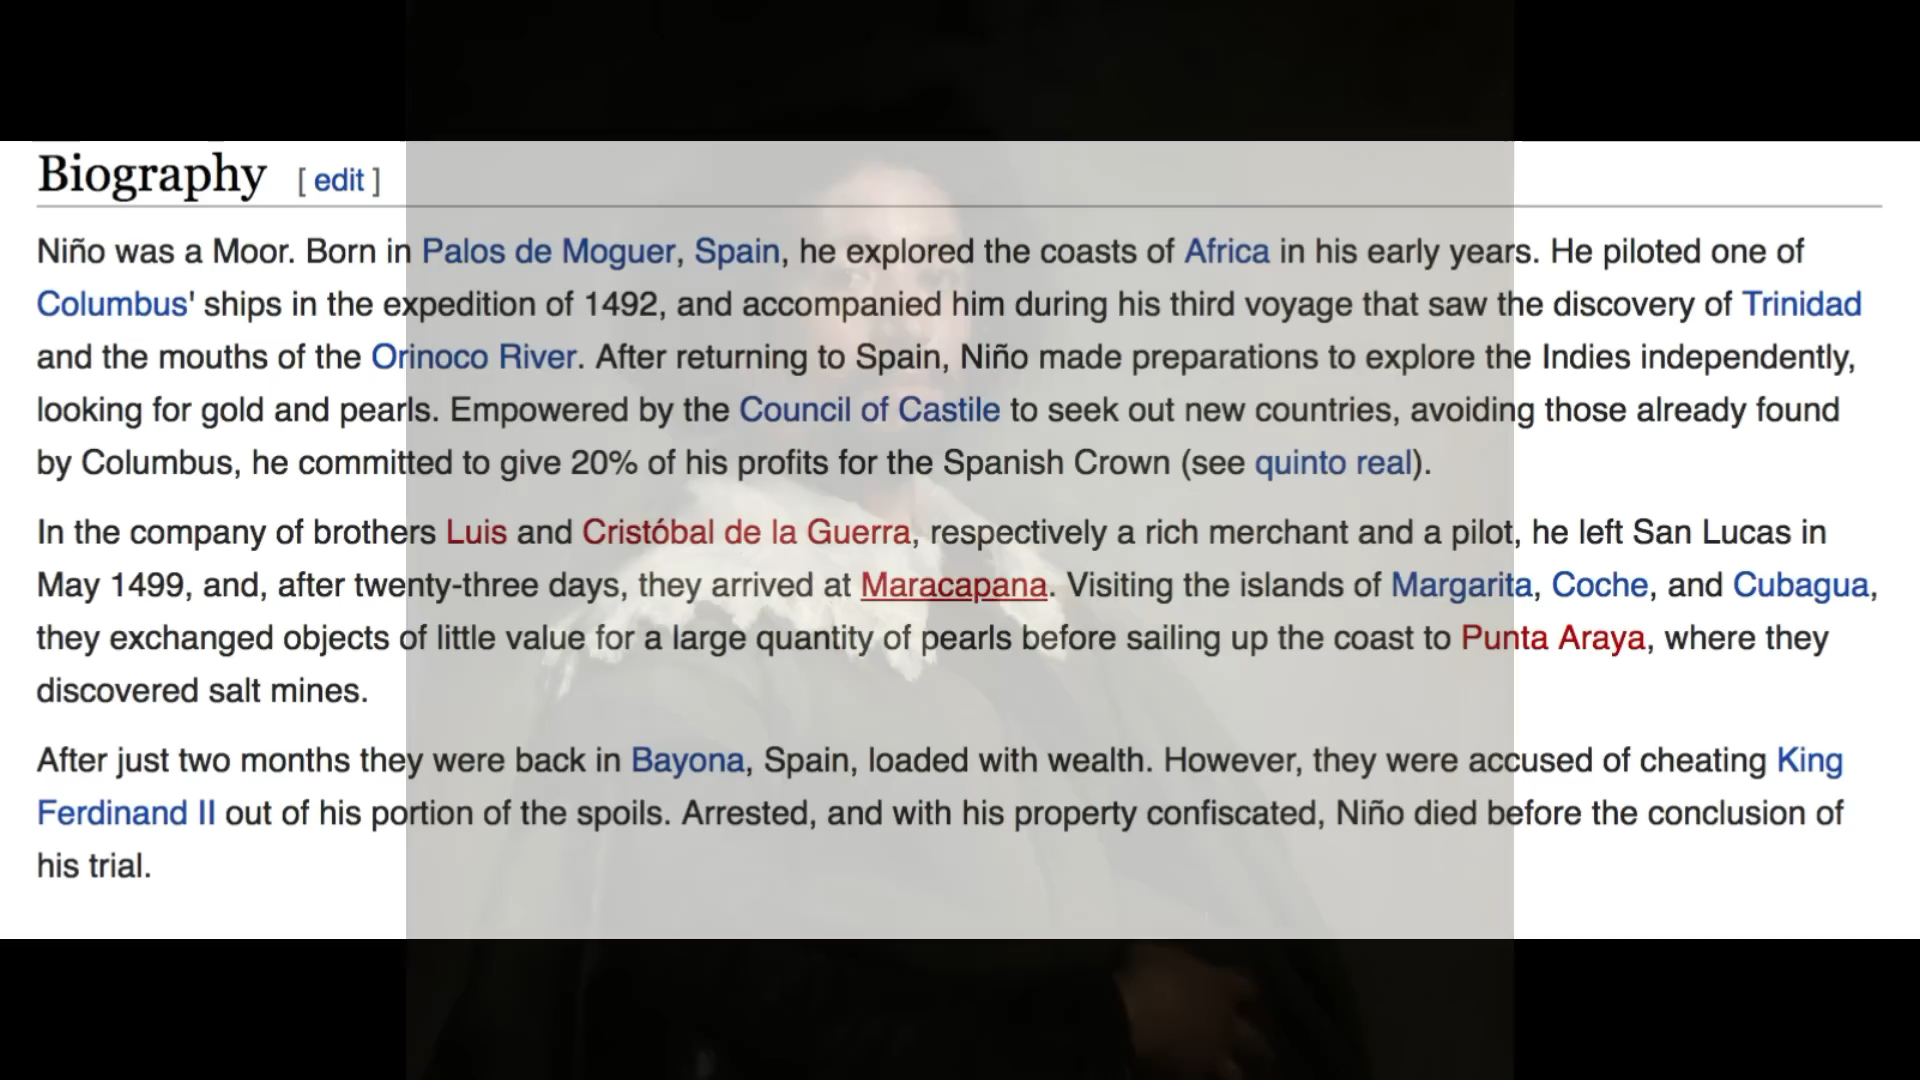 Biography [ edit ]
Niño was a Moor. Born in Palos de Moguer, Spain, he explored the coasts of Africa in his early years. He piloted one of
Columbus' ships in the expedition of 1492, and accompanied him during his third voyage that saw the discovery of Trinidad
and the mouths of the Orinoco River. After returning to Spain, Niño made preparations to explore the Indies independently,
looking for gold and pearls. Empowered by the Council of Castile to seek out new countries, avoiding those already found
by Columbus, he committed to give 20% of his profits for the Spanish Crown (see quinto real).
In the company of brothers Luis and Cristóbal de la Guerra, respectively a rich merchant and a pilot, he left San Lucas in
May 1499, and, after twenty-three days, they arrived at Maracapana. Visiting the islands of Margarita, Coche, and Cubagua,
they exchanged objects of little value for a large quantity of pearls before sailing up the coast to Punta Araya, where they
discovered salt mines.
After just two months they were back in Bayona, Spain, loaded with wealth. However, they were accused of cheating King
Ferdinand II out of his portion of the spoils. Arrested, and with his property confiscated, Niño died before the conclusion of
his trial.